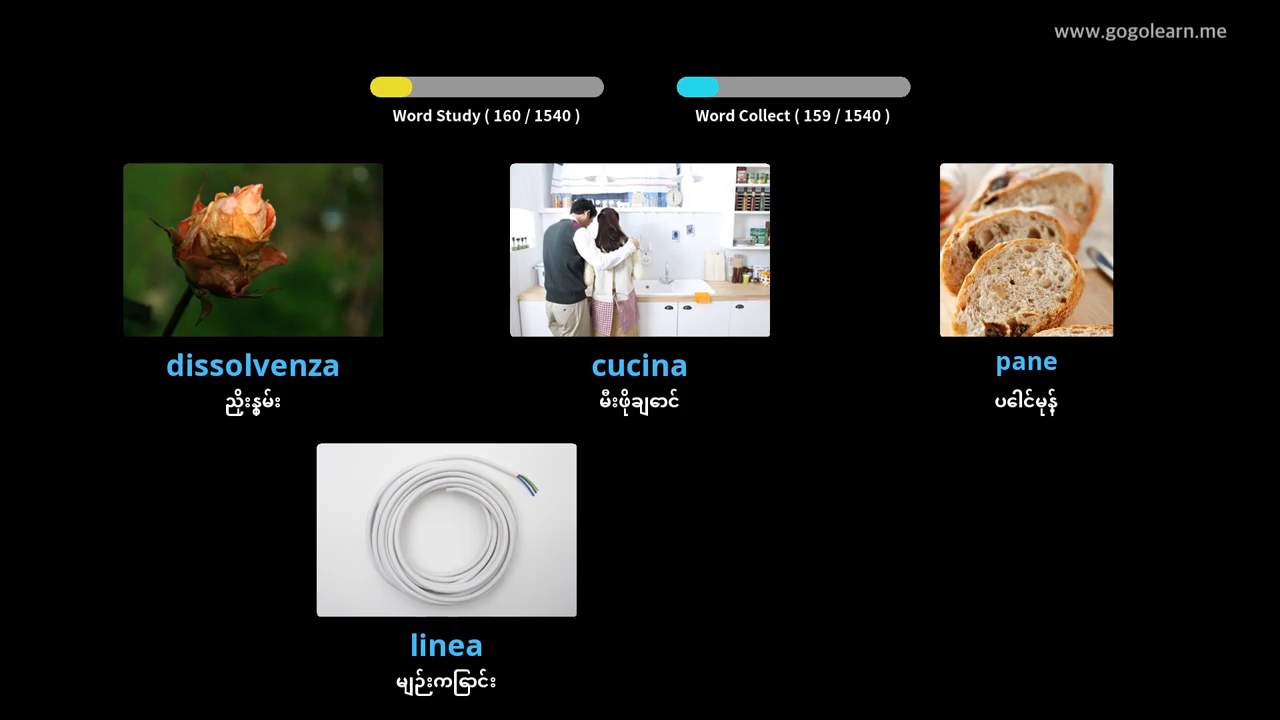 www.gogolearn.me
Word Study ( 160 / 1540 )
Word Collect ( 159 / 1540 )
dissolvenza
ညှိုးနွမ်း
cucina
မီးဖိုချောင်
pane
ပေါင်မုန့်
linea
မျဉ်းကြောင်း